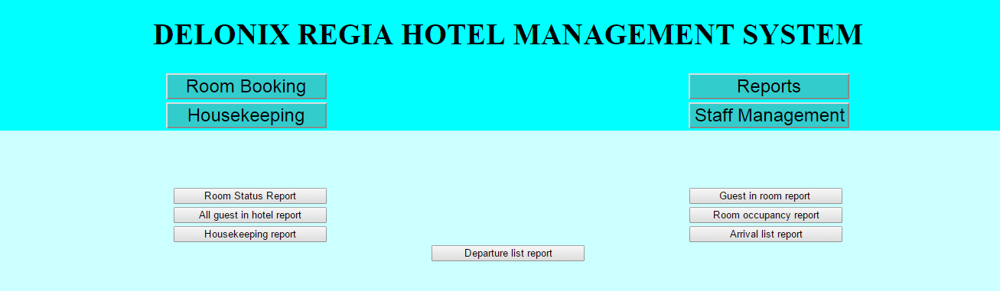 DELONIX REGIA HOTEL MANAGEMENT SYSTEM
Room Booking
Reports
Housekeeping
Staff Management
Room Status Report
Guest in room report
All guest in hotel report
Room occupancy report
Housekeeping report
Arrival list report
Departure list report